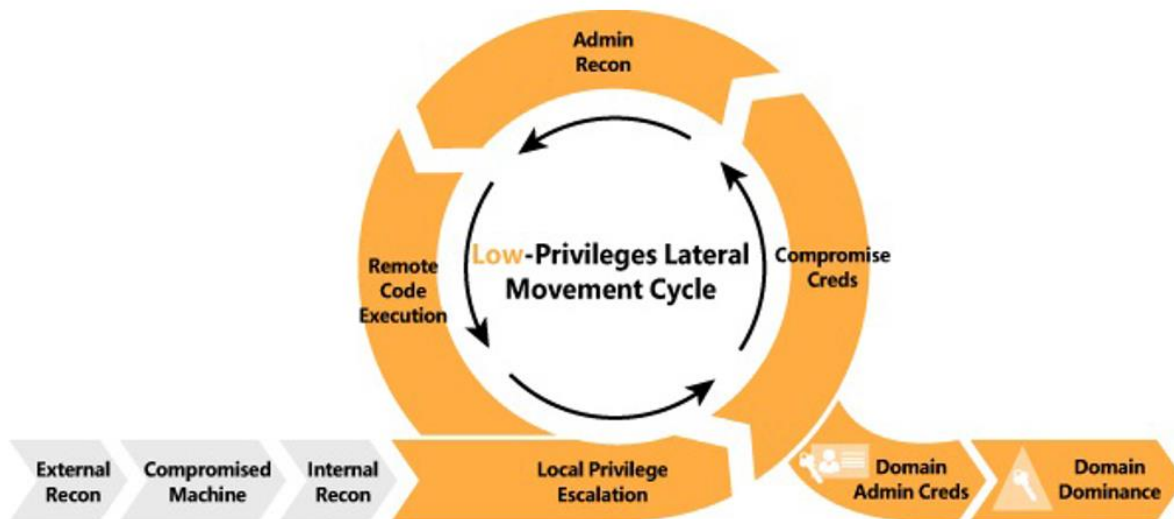 Admin
Recon
Low-Privileges Lateral
Movement Cycle
Remote
Code
Execution
Compromise
Creds
External
Recon
Compromised
Machine
Internal
Recon
Local Privilege
Escalation
Domain
Admin Creds
Domain
Dominance